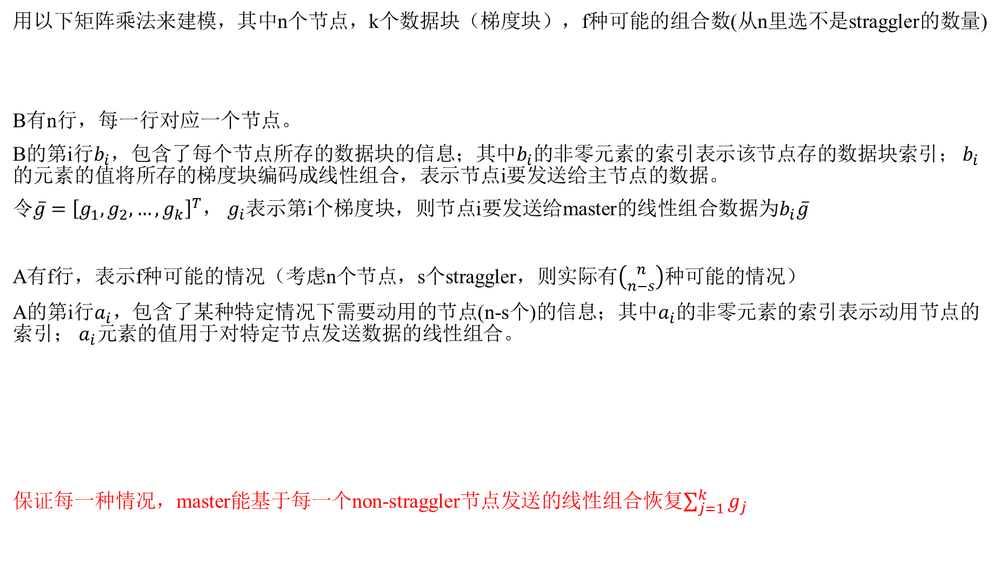 用以下矩阵乘法来建模，其中n个节点，k个数据块（梯度块），f种可能的组合数(从n里选不是straggler的数量)
B有n行，每一行对应一个节点。
B的第i行$b_i$，包含了每个节点所存的数据块的信息；其中$b_i$的非零元素的索引表示该节点存的数据块索引； $b_i$
的元素的值将所存的梯度块编码成线性组合，表示节点i要发送给主节点的数据。
令$\bar{g} = [g_1, g_2, \ldots, g_k]^T$， $g_i$表示第i个梯度块，则节点i要发送给master的线性组合数据为$b_i\bar{g}$
A有f行，表示f种可能的情况（考虑n个节点，s个straggler，则实际有$\binom{n}{n-s}$种可能的情况）
A的第i行$a_i$，包含了某种特定情况下需要动用的节点(n-s个)的信息；其中$a_i$的非零元素的索引表示动用节点的
索引； $a_i$元素的值用于对特定节点发送数据的线性组合。
保证每一种情况，master能基于每一个non-straggler节点发送的线性组合恢复$\sum_{j=1}^{k} g_j$